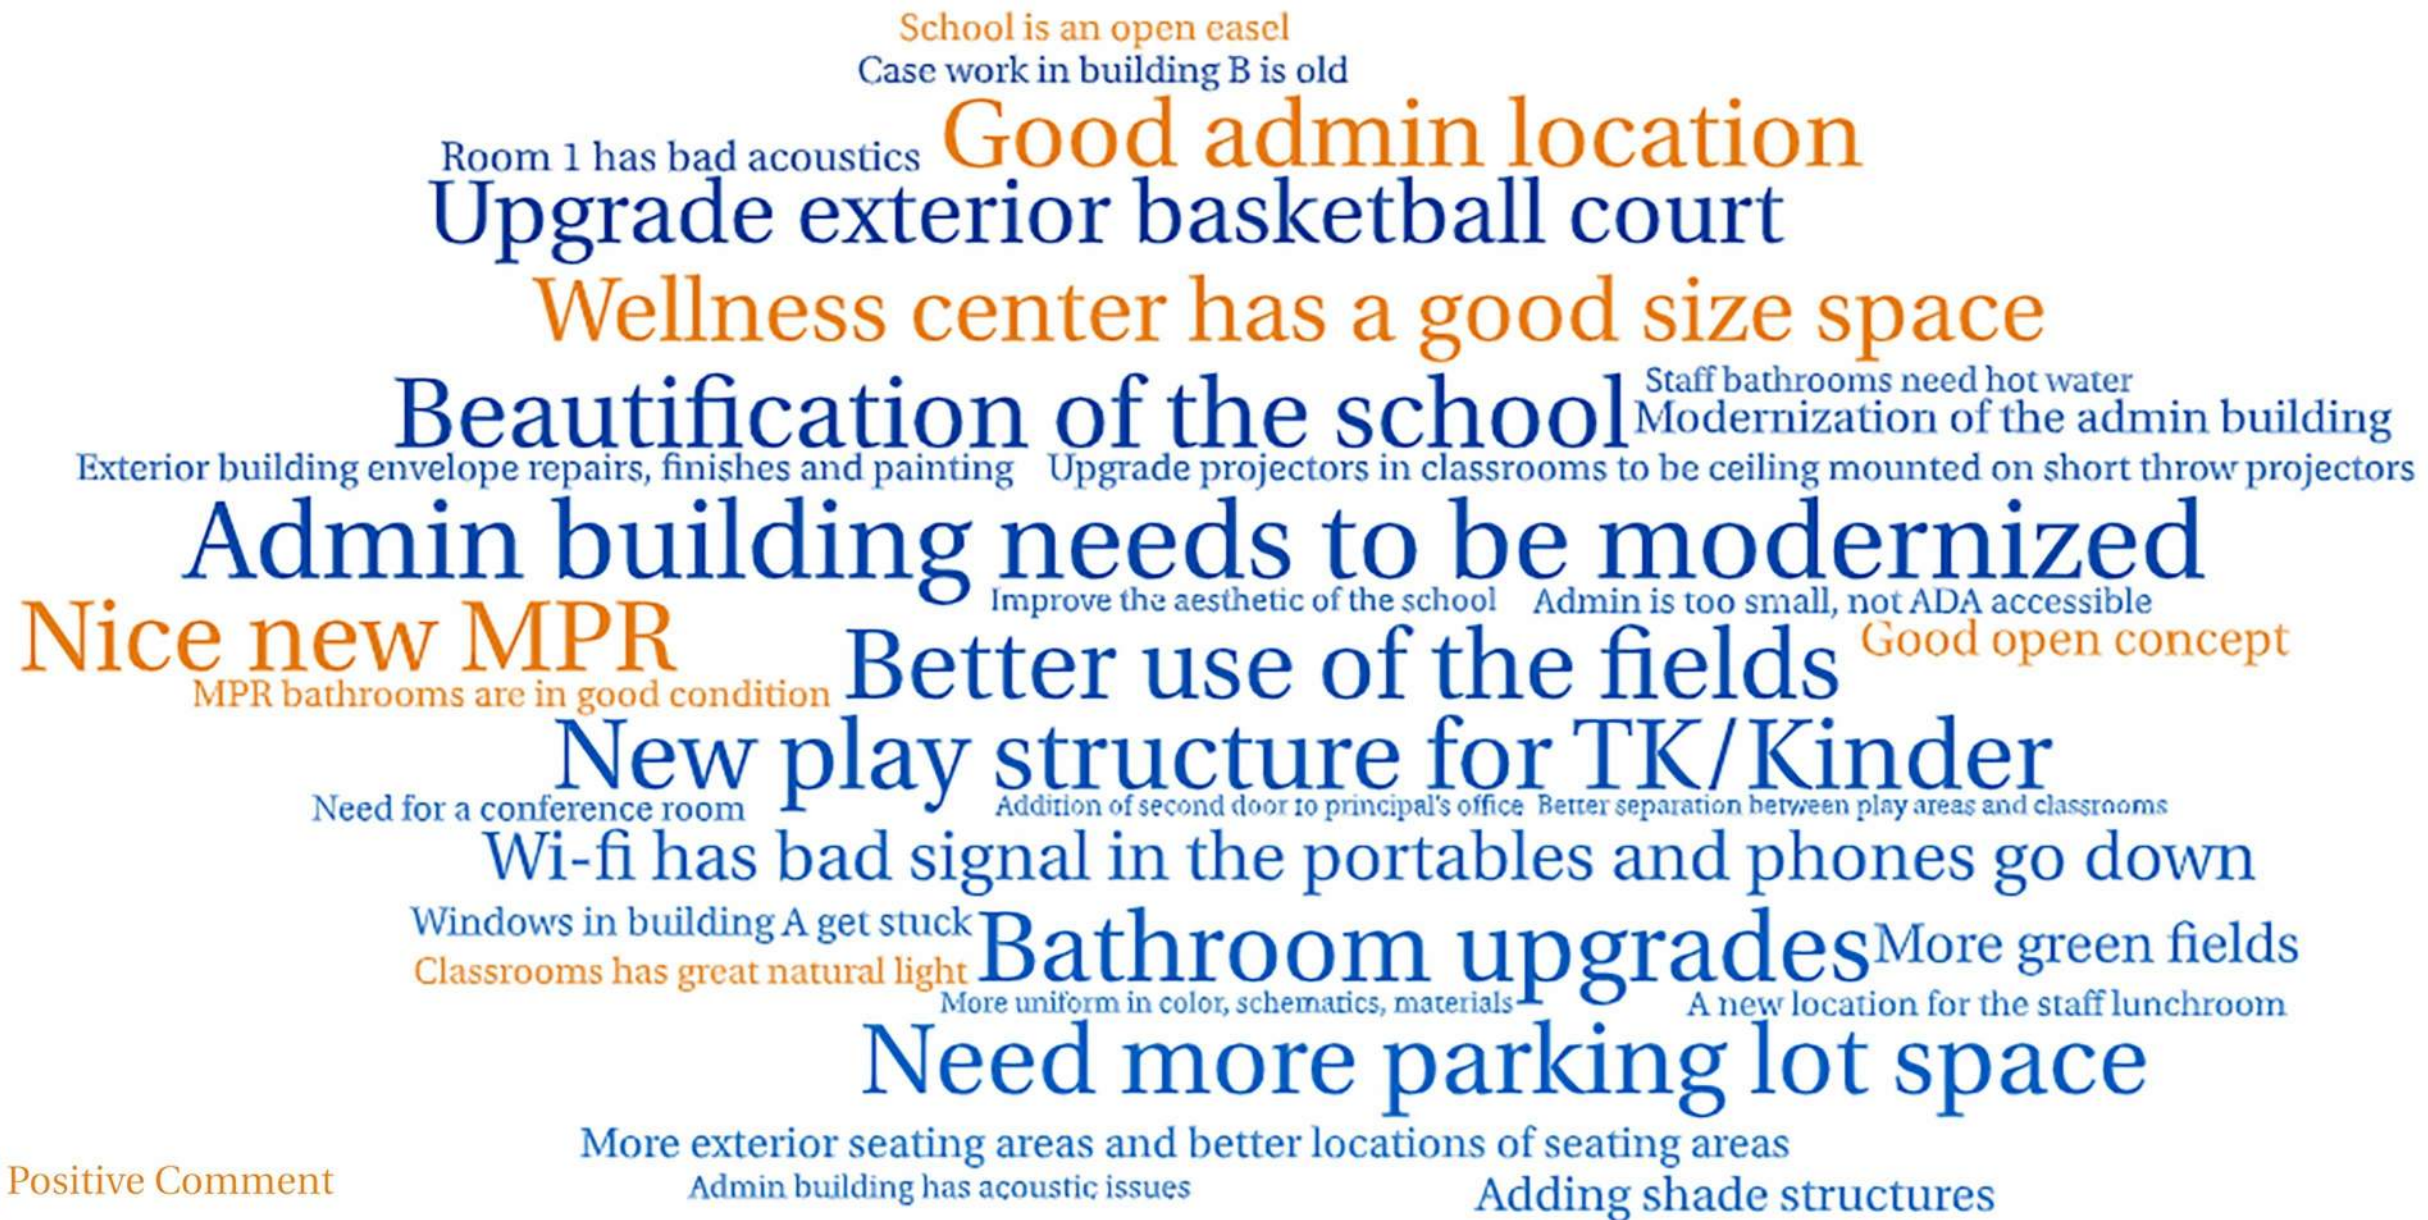 School is an open easel
Case work in building B is old
Good admin location
Room 1 has bad acoustics
Upgrade exterior basketball court
Wellness center has a good size space
Beautification of the school
Staff bathrooms need hot water
Modernization of the admin building
Exterior building envelope repairs, finishes and painting
Upgrade projectors in classrooms to be ceiling mounted on short throw projectors
Admin building needs to be modernized
Improve the aesthetic of the school
Admin is too small, not ADA accessible
Nice new MPR
Better use of the fields
Good open concept
MPR bathrooms are in good condition
New play structure for TK/Kinder
Need for a conference room
Addition of second door to principal's office
Better separation between play areas and classrooms
Wi-fi has bad signal in the portables and phones go down
Windows in building A get stuck
Bathroom upgrades
More green fields
Classrooms has great natural light
More uniform in color, schematics, materials
A new location for the staff lunchroom
Need more parking lot space
More exterior seating areas and better locations of seating areas
Positive Comment
Admin building has acoustic issues
Adding shade structures